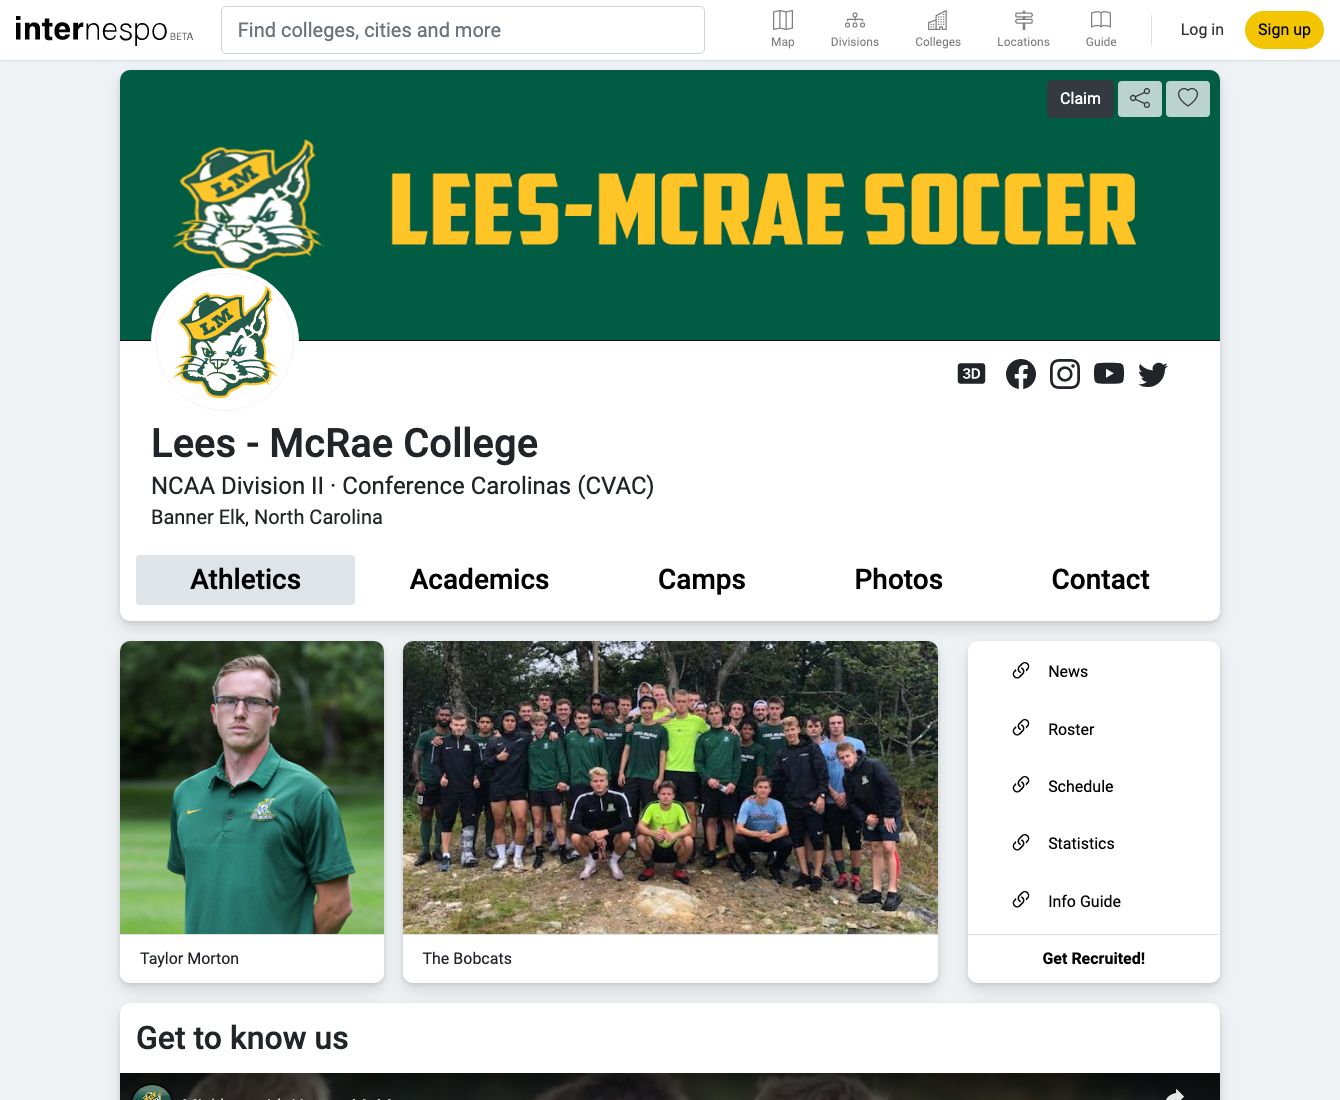 internespo BETA
Find colleges, cities and more
Map
Divisions
Colleges
Locations
Guide
Log in
Sign up
Claim
LM
LEES-MCRAE SOCCER
LM
3D
Lees - McRae College
NCAA Division II · Conference Carolinas (CVAC)
Banner Elk, North Carolina
Athletics
Academics
Camps
Photos
Contact
LEES-MCRAE
Taylor Morton
The Bobcats
News
Roster
Schedule
Statistics
Info Guide
Get Recruited!
Get to know us